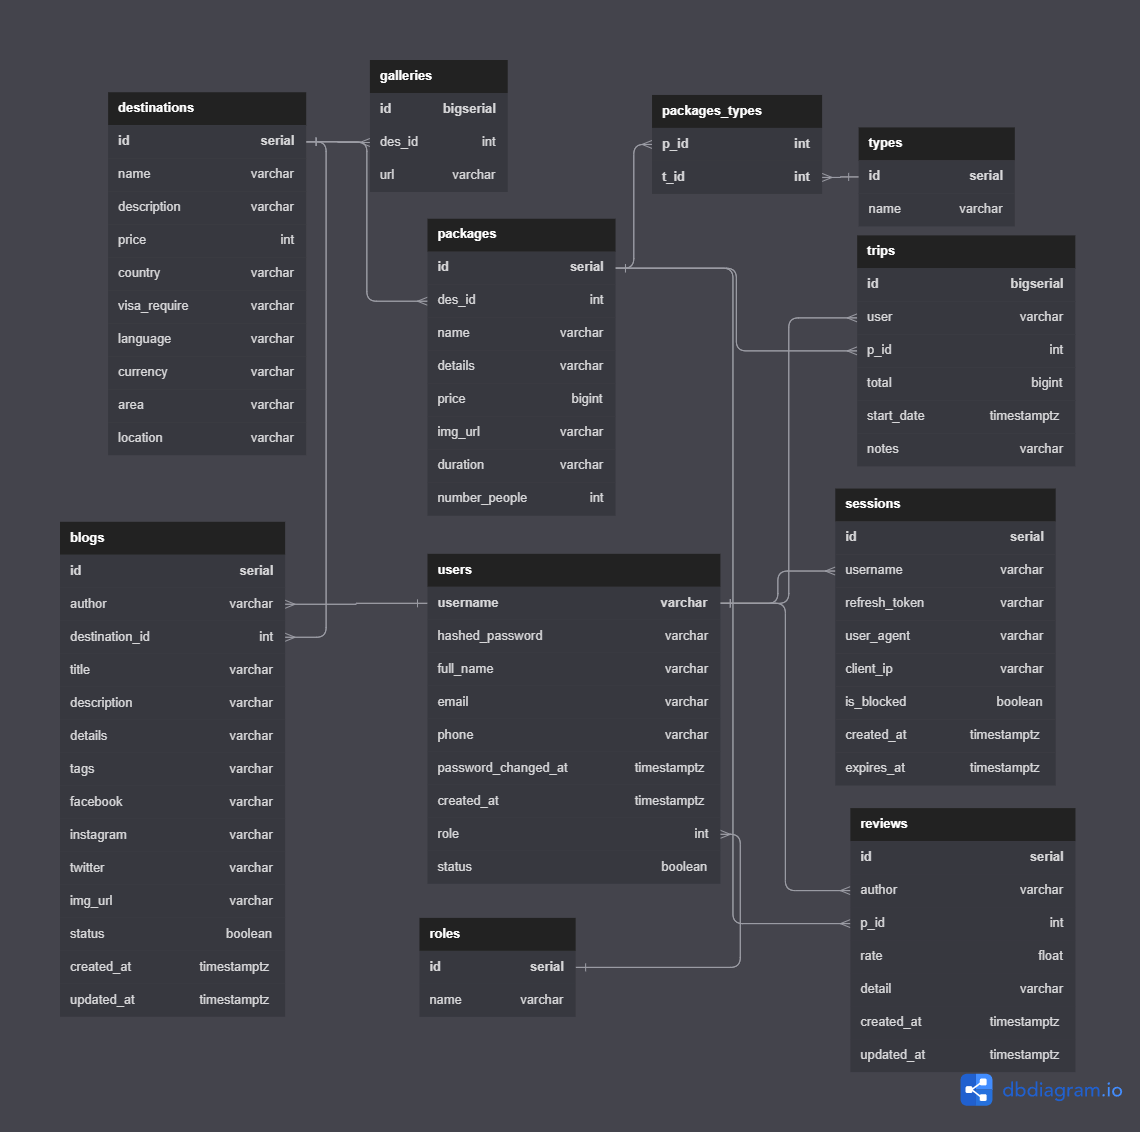 destinations
id serial
name varchar
description varchar
price int
country varchar
visa_require varchar
language varchar
currency varchar
area varchar
location varchar
galleries
id bigserial
des_id int
url varchar
packages
id serial
des_id int
name varchar
details varchar
price bigint
img_url varchar
duration varchar
number_people int
packages_types
p_id int
t_id int
types
id serial
name varchar
trips
id bigserial
user varchar
p_id int
total bigint
start_date timestamptz
notes varchar
blogs
id serial
author varchar
destination_id int
title varchar
description varchar
details varchar
tags varchar
facebook varchar
instagram varchar
twitter varchar
img_url varchar
status boolean
created_at timestamptz
updated_at timestamptz
users
username varchar
hashed_password varchar
full_name varchar
email varchar
phone varchar
password_changed_at timestamptz
created_at timestamptz
role int
status boolean
sessions
id serial
username varchar
refresh_token varchar
user_agent varchar
client_ip varchar
is_blocked boolean
created_at timestamptz
expires_at timestamptz
roles
id serial
name varchar
reviews
id serial
author varchar
p_id int
rate float
detail varchar
created_at timestamptz
updated_at timestamptz
dbdiagram.io